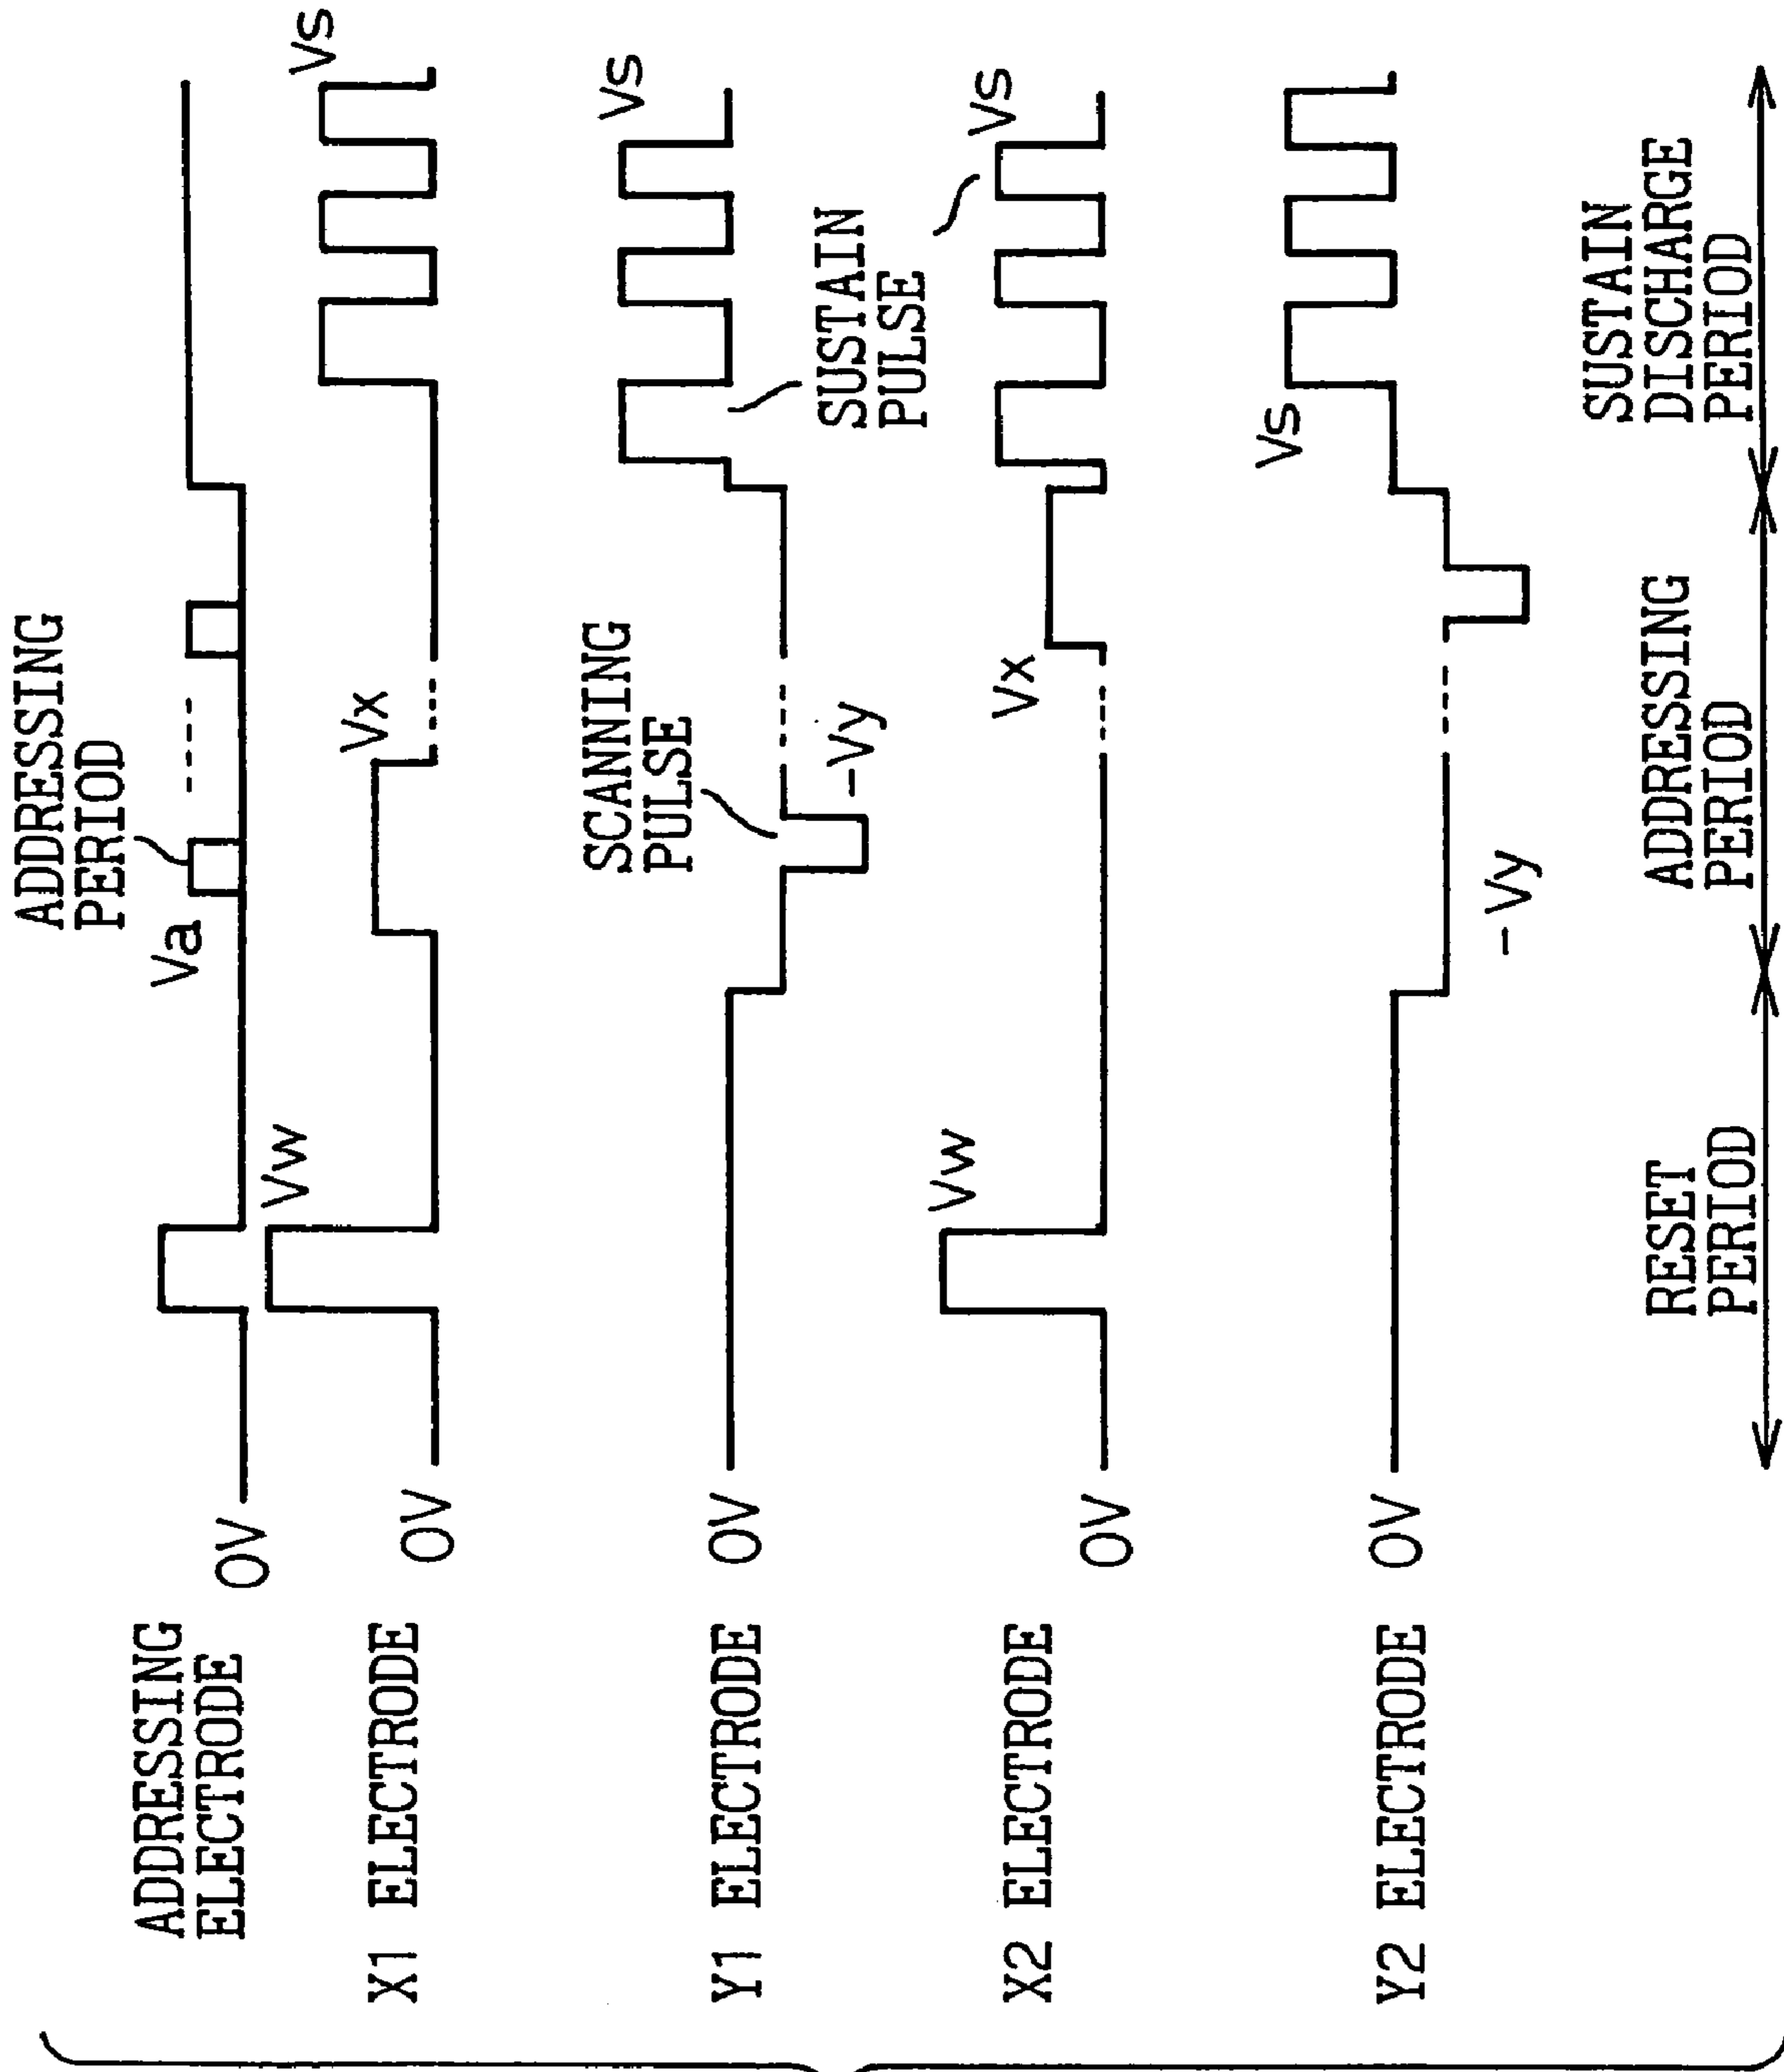 ADDRESSING
PERIOD
ADDRESSING
ELECTRODE
0V
Va
Vw
X1 ELECTRODE
0V
Vx
Vs
SCANNING
PULSE
Y1 ELECTRODE
0V
-Vy
Vs
SUSTAIN
PULSE
Vw
X2 ELECTRODE
0V
Vx
Vs
Y2 ELECTRODE
0V
-Vy
Vs
RESET
PERIOD
ADDRESSING
PERIOD
SUSTAIN
DISCHARGE
PERIOD